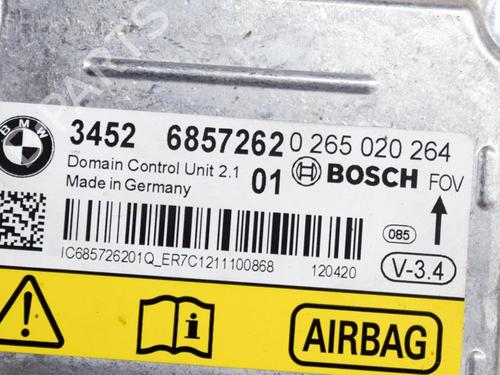 BMW
3452 6857262 0 265 020 264
Domain Control Unit 2.1 01 BOSCH FOV
Made in Germany
085
IC685726201Q_ER7C1211100868 120420
V-3.4
AIRBAG